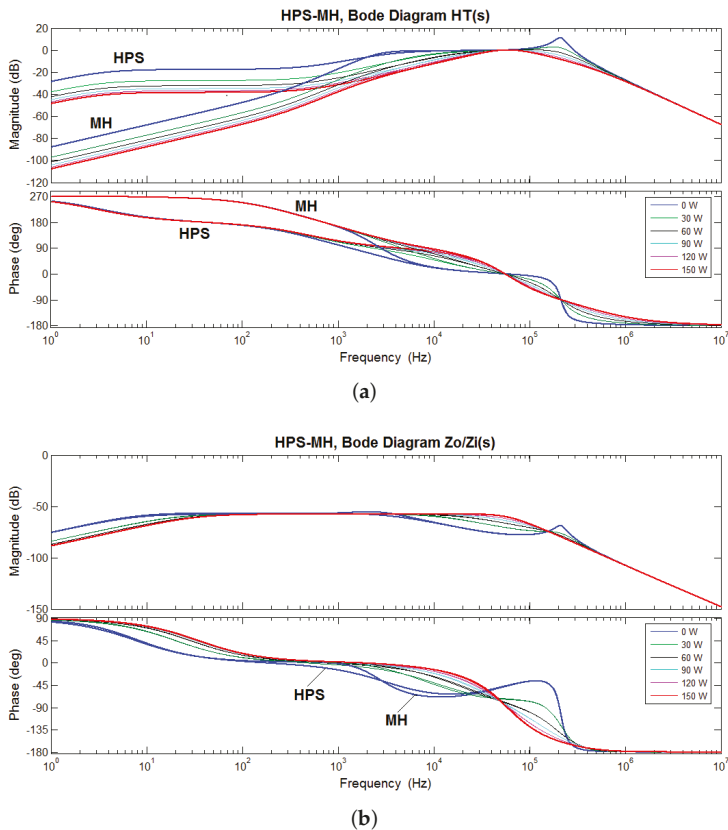 HPS-MH, Bode Diagram HT(s)
Magnitude (dB)
20
0
-20
-40
-60
-80
-100
-120
HPS
MH
Phase (deg)
270
180
90
0
-90
-180
MH
HPS
0 W
30 W
60 W
90 W
120 W
150 W
10^0 10^1 10^2 10^3 10^4 10^5 10^6 10^7
Frequency (Hz)
(a)
HPS-MH, Bode Diagram Zo/Zi(s)
Magnitude (dB)
0
-50
-100
-150
Phase (deg)
90
45
0
-45
-90
-135
-180
HPS
MH
0 W
30 W
60 W
90 W
120 W
150 W
10^0 10^1 10^2 10^3 10^4 10^5 10^6 10^7
Frequency (Hz)
(b)